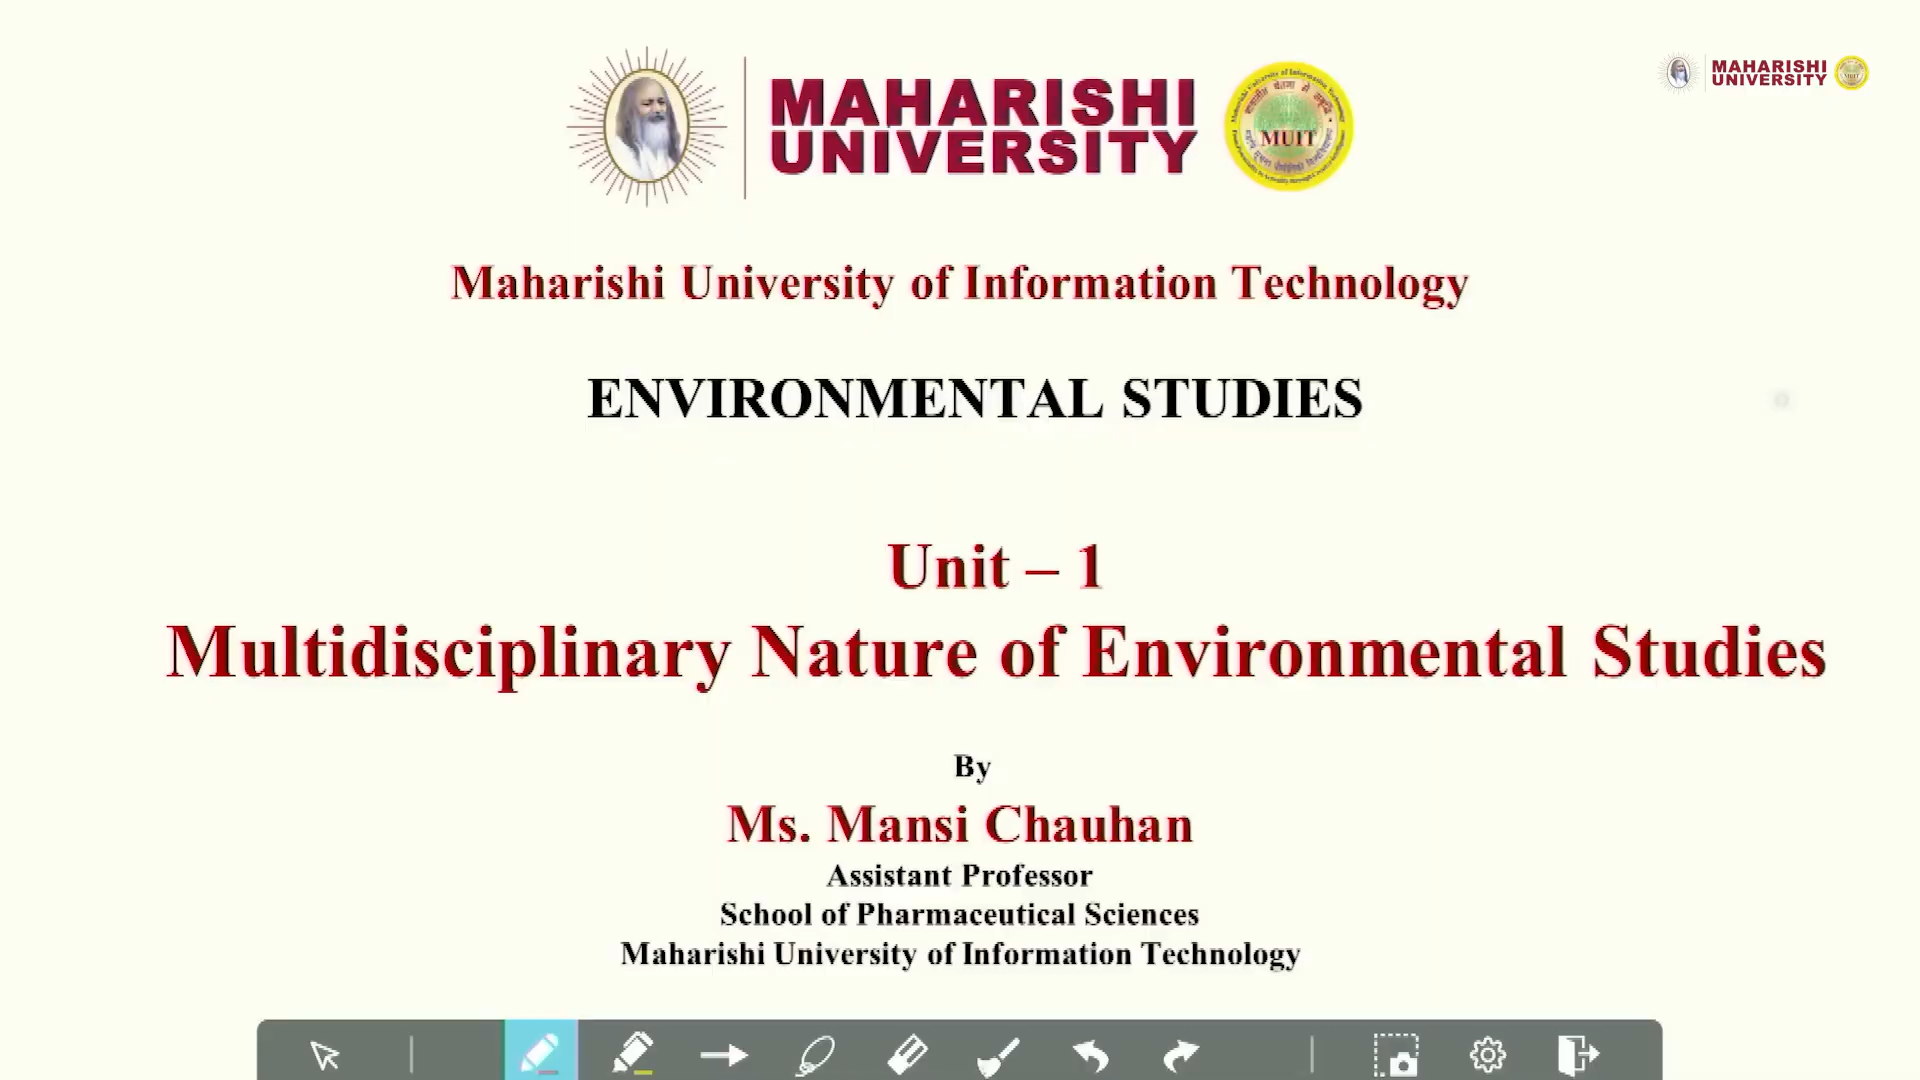 MAHARISHI
UNIVERSITY
MUIT
MAHARISHI
UNIVERSITY
Maharishi University of Information Technology
ENVIRONMENTAL STUDIES
Unit – 1
Multidisciplinary Nature of Environmental Studies
By
Ms. Mansi Chauhan
Assistant Professor
School of Pharmaceutical Sciences
Maharishi University of Information Technology